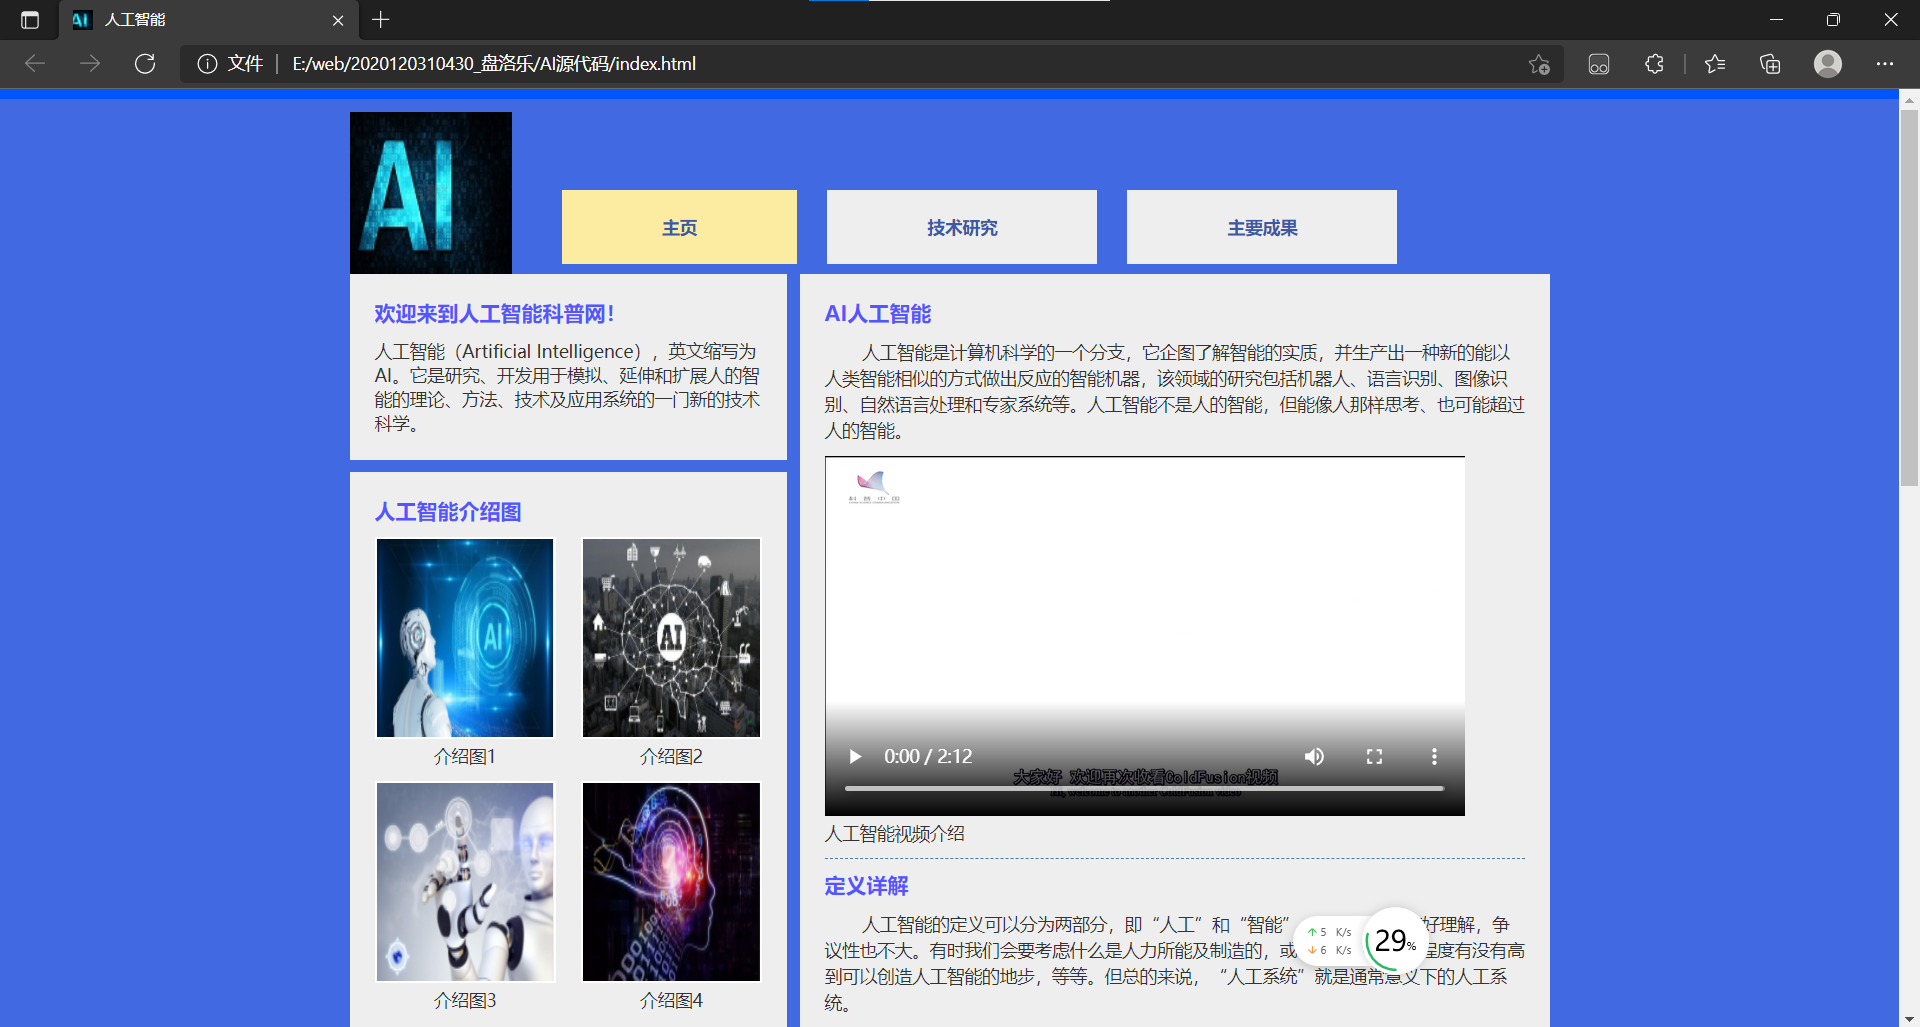 人工智能
文件
E:/web/2020120310430_盘洛乐/AI源代码/index.html
AI
主页
技术研究
主要成果
欢迎来到人工智能科普网!
人工智能（Artificial Intelligence），英文缩写为
AI。它是研究、开发用于模拟、延伸和扩展人的智
能的理论、方法、技术及应用系统的一门新的技术
科学。
人工智能介绍图
AI
AI
介绍图1
介绍图2
介绍图3
介绍图4
AI人工智能
人工智能是计算机科学的一个分支，它企图了解智能的实质，并生产出一种新的能以
人类智能相似的方式做出反应的智能机器，该领域的研究包括机器人、语言识别、图像识
别、自然语言处理和专家系统等。人工智能不是人的智能，但能像人那样思考、也可能超过
人的智能。
科普中国
0:00 / 2:12
大家好 欢迎再次收看ColdFusion视频
Hi, welcome to another ColdFusion video
人工智能视频介绍
定义详解
人工智能的定义可以分为两部分，即“人工”和“智能” 好理解，争
议性也不大。有时我们会要考虑什么是人力所能及制造的，或 程度有没有高
到可以创造人工智能的地步，等等。但总的来说，“人工系统”就是通常意义下的人工系
统。
↑ 5 K/s
↓ 6 K/s
29%